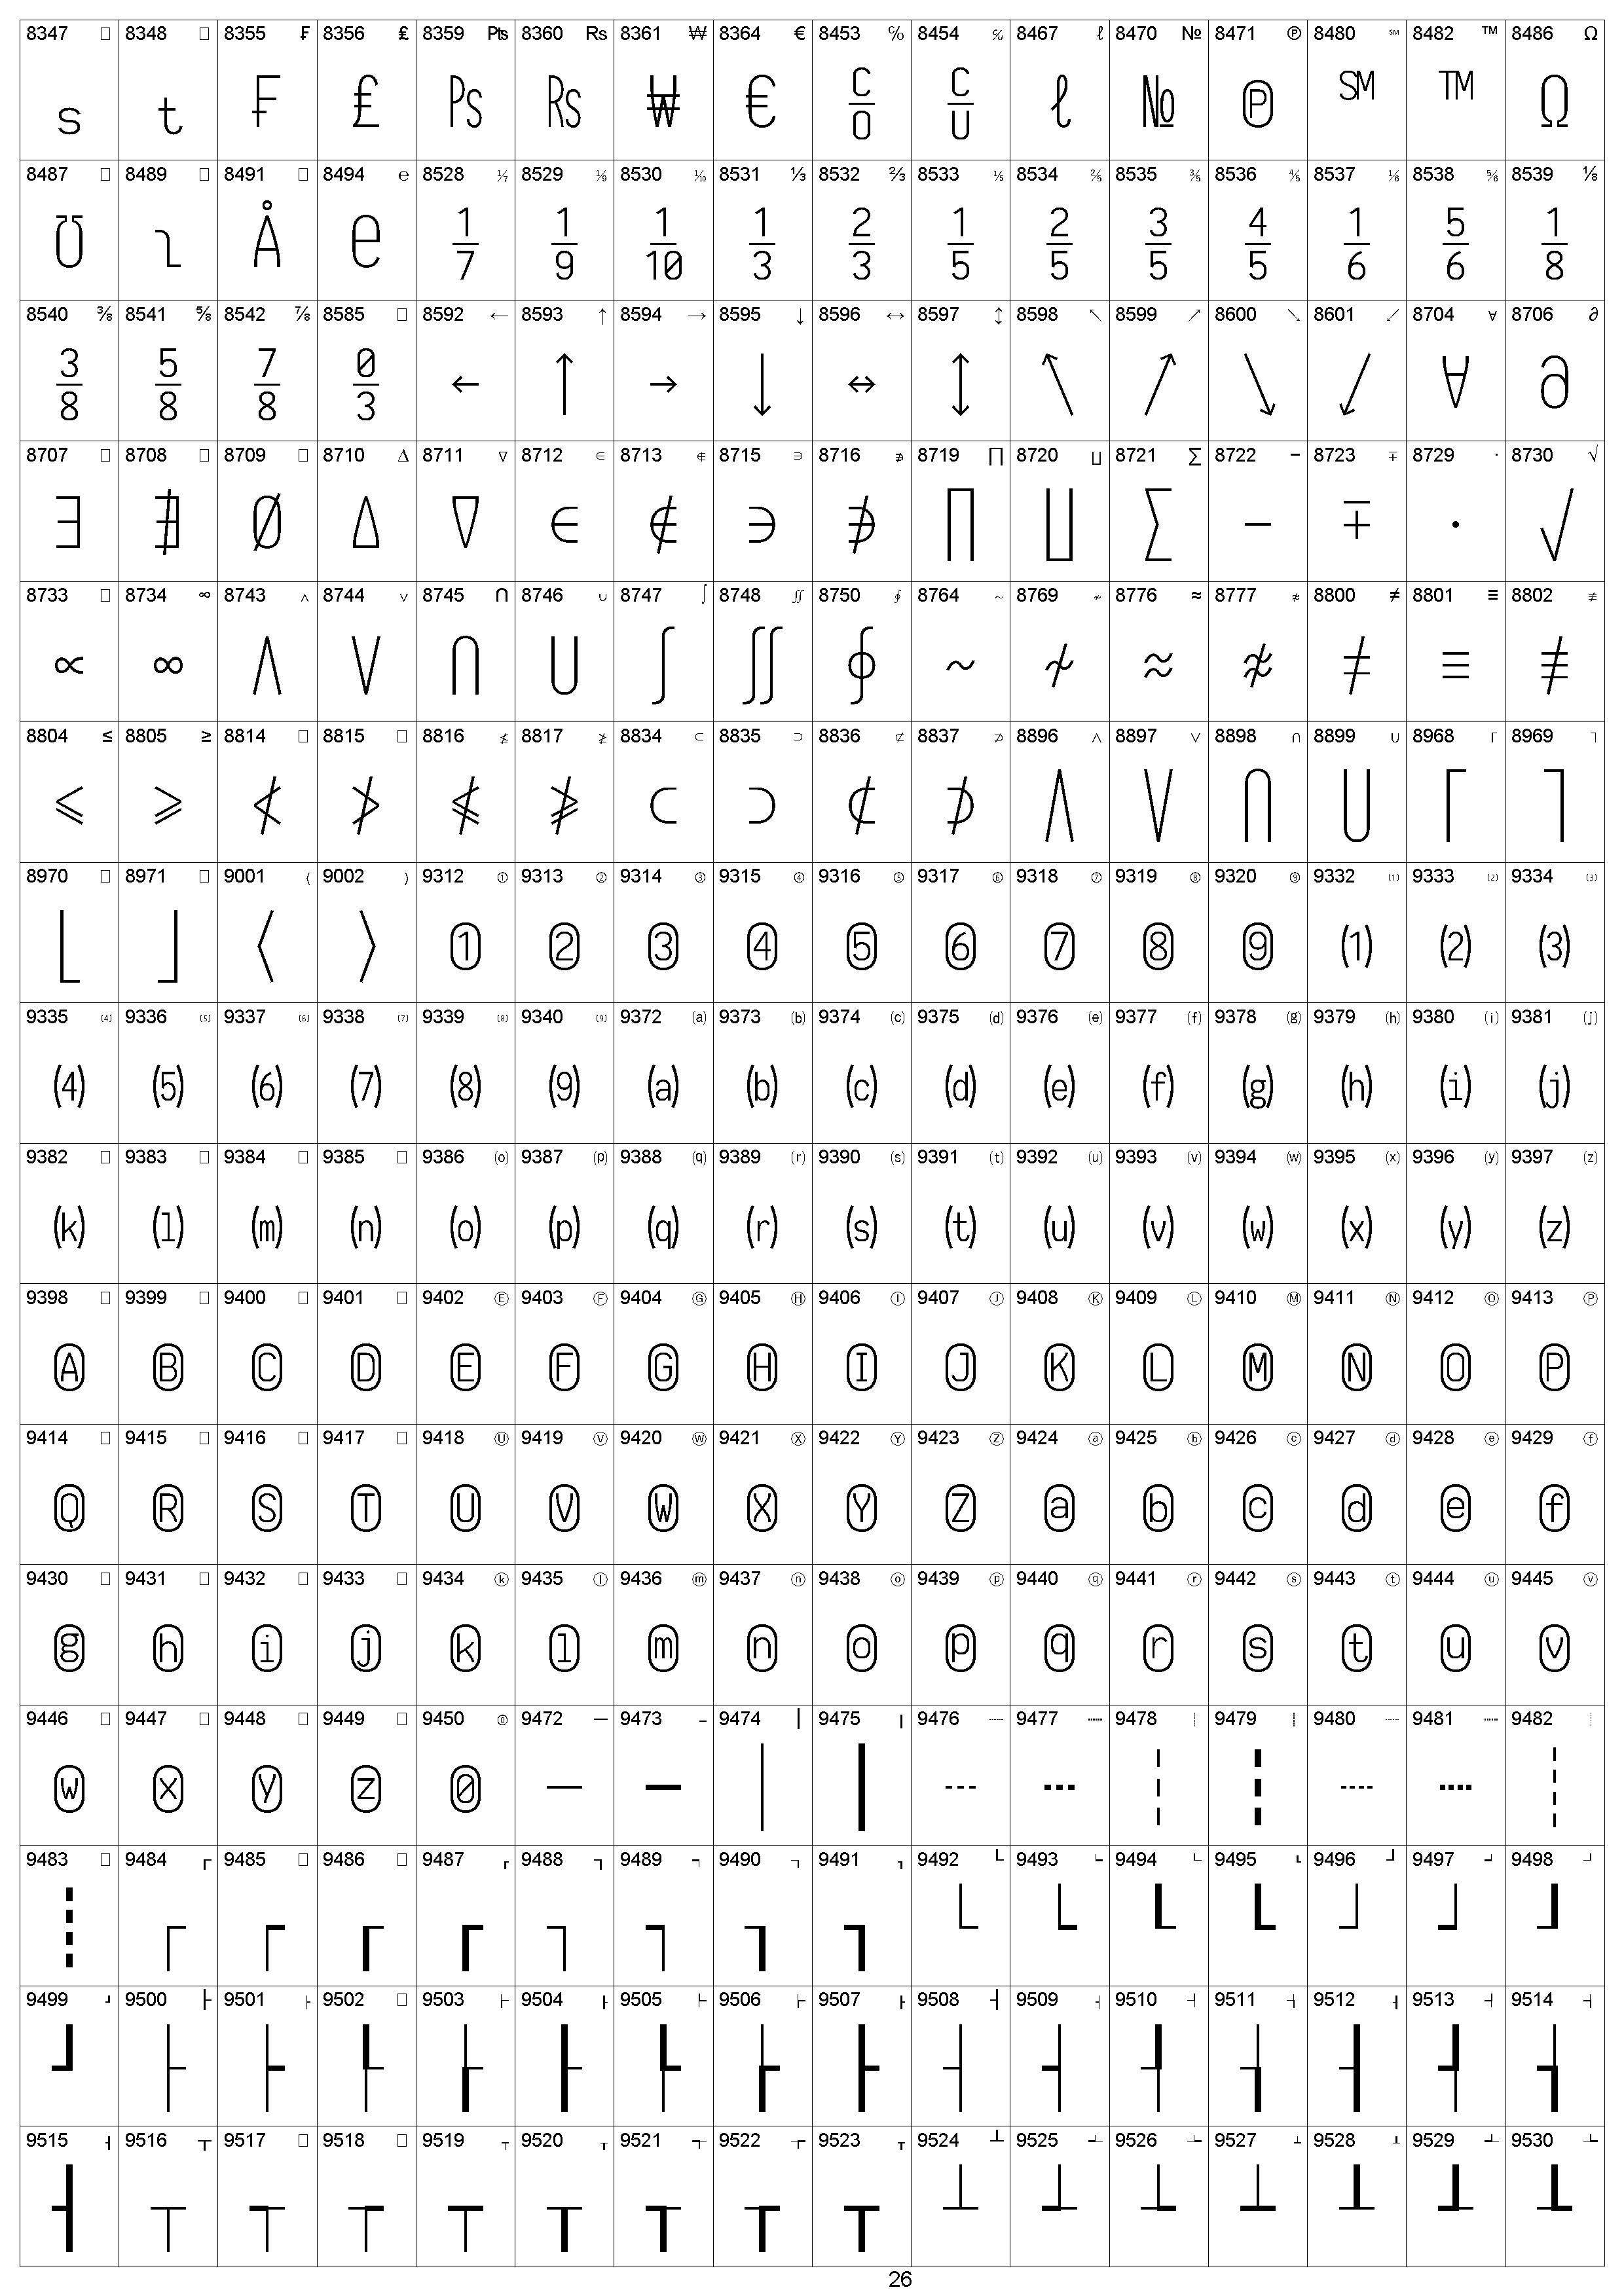 8347 □ 8348 □ 8355 ₣ 8356 ₤ 8359 ₧ 8360 ₨ 8361 ₩ 8364 € 8453 ℅ 8454 ℆ 8467 ℓ 8470 № 8471 ℗ 8480 ℠ 8482 ™ 8486 Ω
ₛ ₜ ₣ ₤ ₧ ₨ ₩ € ℅ ℆ ℓ № ℗ ℠ ™ Ω
8487 □ 8489 □ 8491 □ 8494 ℮ 8528 ⅐ 8529 ⅑ 8530 ⅒ 8531 ⅓ 8532 ⅔ 8533 ⅕ 8534 ⅖ 8535 ⅗ 8536 ⅘ 8537 ⅙ 8538 ⅚ 8539 ⅛
℧ ℩ Å ℮ ⅐ ⅑ ⅒ ⅓ ⅔ ⅕ ⅖ ⅗ ⅘ ⅙ ⅚ ⅛
8540 ⅜ 8541 ⅝ 8542 ⅞ 8585 □ 8592 ← 8593 ↑ 8594 → 8595 ↓ 8596 ↔ 8597 ↕ 8598 ↖ 8599 ↗ 8600 ↘ 8601 ↙ 8704 ∀ 8706 ∂
⅜ ⅝ ⅞ ↉ ← ↑ → ↓ ↔ ↕ ↖ ↗ ↘ ↙ ∀ ∂
8707 □ 8708 □ 8709 □ 8710 ∆ 8711 ∇ 8712 ∈ 8713 ∉ 8715 ∋ 8716 ∌ 8719 ∏ 8720 ∐ 8721 ∑ 8722 − 8723 ∓ 8729 ∙ 8730 √
∃ ∄ ∅ ∆ ∇ ∈ ∉ ∋ ∌ ∏ ∐ ∑ − ∓ ∙ √
8733 □ 8734 ∞ 8743 ∧ 8744 ∨ 8745 ∩ 8746 ∪ 8747 ∫ 8748 ∬ 8750 ∮ 8764 ∼ 8769 ≁ 8776 ≈ 8777 ≉ 8800 ≠ 8801 ≡ 8802 ≢
∝ ∞ ∧ ∨ ∩ ∪ ∫ ∬ ∮ ∼ ≁ ≈ ≉ ≠ ≡ ≢
8804 ≤ 8805 ≥ 8814 □ 8815 □ 8816 ≰ 8817 ≱ 8834 ⊂ 8835 ⊃ 8836 ⊄ 8837 ⊅ 8896 ⋀ 8897 ⋁ 8898 ⋂ 8899 ⋃ 8968 ⌈ 8969 ⌉
≤ ≥ ≮ ≯ ≰ ≱ ⊂ ⊃ ⊄ ⊅ ⋀ ⋁ ⋂ ⋃ ⌈ ⌉
8970 □ 8971 □ 9001 〈 9002 〉 9312 ① 9313 ② 9314 ③ 9315 ④ 9316 ⑤ 9317 ⑥ 9318 ⑦ 9319 ⑧ 9320 ⑨ 9332 ⑴ 9333 ⑵ 9334 ⑶
⌊ ⌋ 〈 〉 ① ② ③ ④ ⑤ ⑥ ⑦ ⑧ ⑨ ⑴ ⑵ ⑶
9335 ⑷ 9336 ⑸ 9337 ⑹ 9338 ⑺ 9339 ⑻ 9340 ⑼ 9372 ⒜ 9373 ⒝ 9374 ⒞ 9375 ⒟ 9376 ⒠ 9377 ⒡ 9378 ⒢ 9379 ⒣ 9380 ⒤ 9381 ⒥
⑷ ⑸ ⑹ ⑺ ⑻ ⑼ ⒜ ⒝ ⒞ ⒟ ⒠ ⒡ ⒢ ⒣ ⒤ ⒥
9382 □ 9383 □ 9384 □ 9385 □ 9386 ⒪ 9387 ⒫ 9388 ⒬ 9389 ⒭ 9390 ⒮ 9391 ⒯ 9392 ⒰ 9393 ⒱ 9394 ⒲ 9395 ⒳ 9396 ⒴ 9397 ⒵
⒦ ⒧ ⒨ ⒩ ⒪ ⒫ ⒬ ⒭ ⒮ ⒯ ⒰ ⒱ ⒲ ⒳ ⒴ ⒵
9398 □ 9399 □ 9400 □ 9401 □ 9402 Ⓔ 9403 Ⓕ 9404 Ⓖ 9405 Ⓗ 9406 Ⓘ 9407 Ⓙ 9408 Ⓚ 9409 Ⓛ 9410 Ⓜ 9411 Ⓝ 9412 Ⓞ 9413 Ⓟ
Ⓐ Ⓑ Ⓒ Ⓓ Ⓔ Ⓕ Ⓖ Ⓗ Ⓘ Ⓙ Ⓚ Ⓛ Ⓜ Ⓝ Ⓞ Ⓟ
9414 □ 9415 □ 9416 □ 9417 □ 9418 Ⓤ 9419 Ⓥ 9420 Ⓦ 9421 Ⓧ 9422 Ⓨ 9423 Ⓩ 9424 ⓐ 9425 ⓑ 9426 ⓒ 9427 ⓓ 9428 ⓔ 9429 ⓕ
Ⓠ Ⓡ Ⓢ Ⓣ Ⓤ Ⓥ Ⓦ Ⓧ Ⓨ Ⓩ ⓐ ⓑ ⓒ ⓓ ⓔ ⓕ
9430 □ 9431 □ 9432 □ 9433 □ 9434 ⓚ 9435 ⓛ 9436 ⓜ 9437 ⓝ 9438 ⓞ 9439 ⓟ 9440 ⓠ 9441 ⓡ 9442 ⓢ 9443 ⓣ 9444 ⓤ 9445 ⓥ
ⓖ ⓗ ⓘ ⓙ ⓚ ⓛ ⓜ ⓝ ⓞ ⓟ ⓠ ⓡ ⓢ ⓣ ⓤ ⓥ
9446 □ 9447 □ 9448 □ 9449 □ 9450 ⓪ 9472 ─ 9473 ━ 9474 │ 9475 ┃ 9476 ┄ 9477 ┅ 9478 ┆ 9479 ┇ 9480 ┈ 9481 ┉ 9482 ┊
ⓦ ⓧ ⓨ ⓩ ⓪ ─ ━ │ ┃ ┄ ┅ ┆ ┇ ┈ ┉ ┊
9483 □ 9484 ┌ 9485 □ 9486 □ 9487 ┏ 9488 ┐ 9489 ┑ 9490 ┒ 9491 ┓ 9492 └ 9493 ┕ 9494 ┖ 9495 ┗ 9496 ┘ 9497 ┙ 9498 ┚
┋ ┌ ┍ ┎ ┏ ┐ ┑ ┒ ┓ └ ┕ ┖ ┗ ┘ ┙ ┚
9499 ┛ 9500 ├ 9501 ┝ 9502 □ 9503 ┟ 9504 ┠ 9505 ┡ 9506 ┢ 9507 ┣ 9508 ┤ 9509 ┥ 9510 ┦ 9511 ┧ 9512 ┨ 9513 ┩ 9514 ┪
┛ ├ ┝ ┞ ┟ ┠ ┡ ┢ ┣ ┤ ┥ ┦ ┧ ┨ ┩ ┪
9515 ┫ 9516 ┬ 9517 □ 9518 □ 9519 ┯ 9520 ┰ 9521 ┱ 9522 ┲ 9523 ┳ 9524 ┴ 9525 ┵ 9526 ┶ 9527 ┷ 9528 ┸ 9529 ┹ 9530 ┺
┫ ┬ ┭ ┮ ┯ ┰ ┱ ┲ ┳ ┴ ┵ ┶ ┷ ┸ ┹ ┺
26